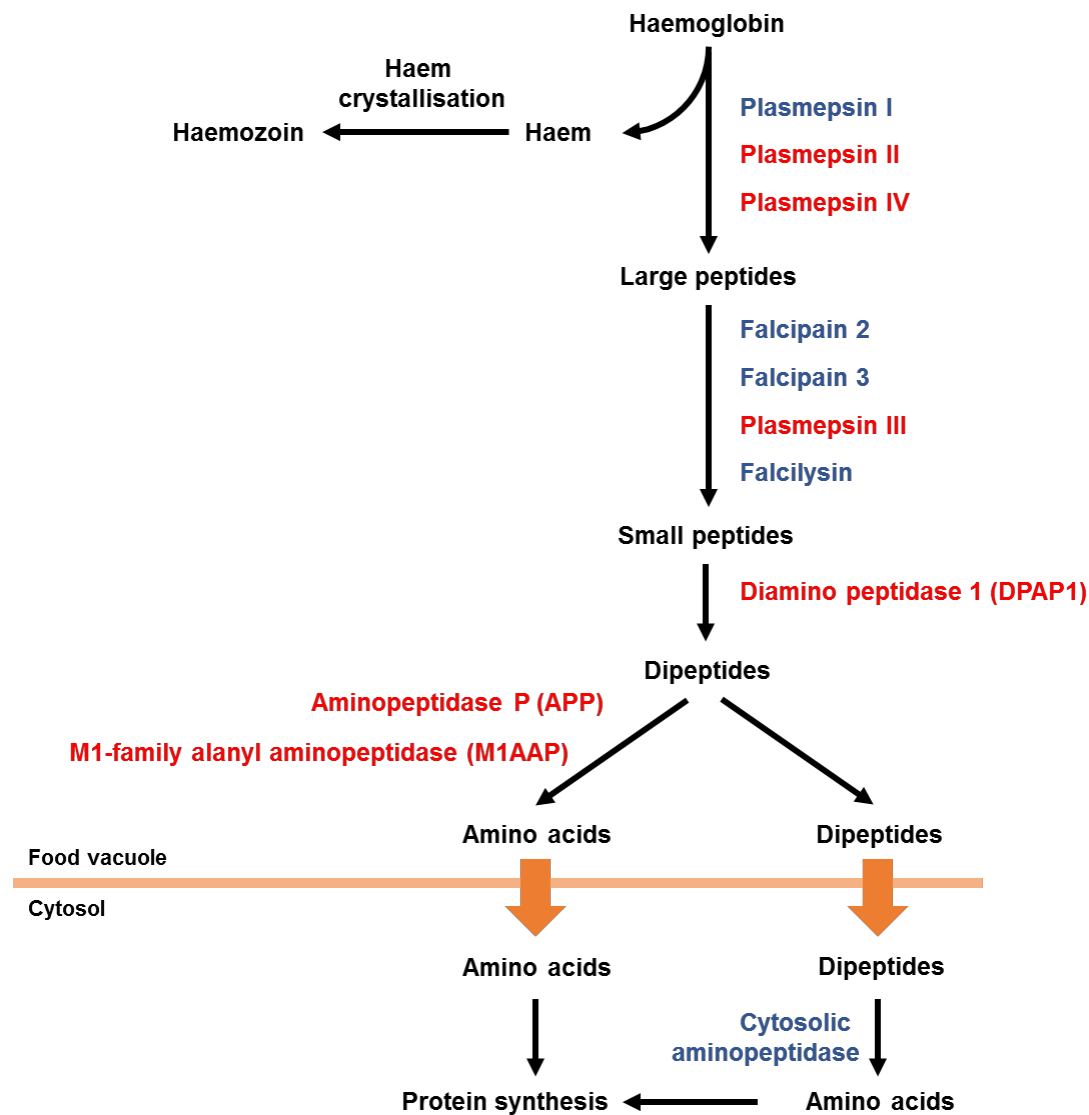 Haemoglobin
Haem
crystallisation
Haemozoin
Haem
Plasmepsin I
Plasmepsin II
Plasmepsin IV
Large peptides
Falcipain 2
Falcipain 3
Plasmepsin III
Falcilysin
Small peptides
Diamino peptidase 1 (DPAP1)
Dipeptides
Aminopeptidase P (APP)
M1-family alanyl aminopeptidase (M1AAP)
Amino acids
Dipeptides
Food vacuole
Cytosol
Amino acids
Dipeptides
Cytosolic
aminopeptidase
Protein synthesis
Amino acids